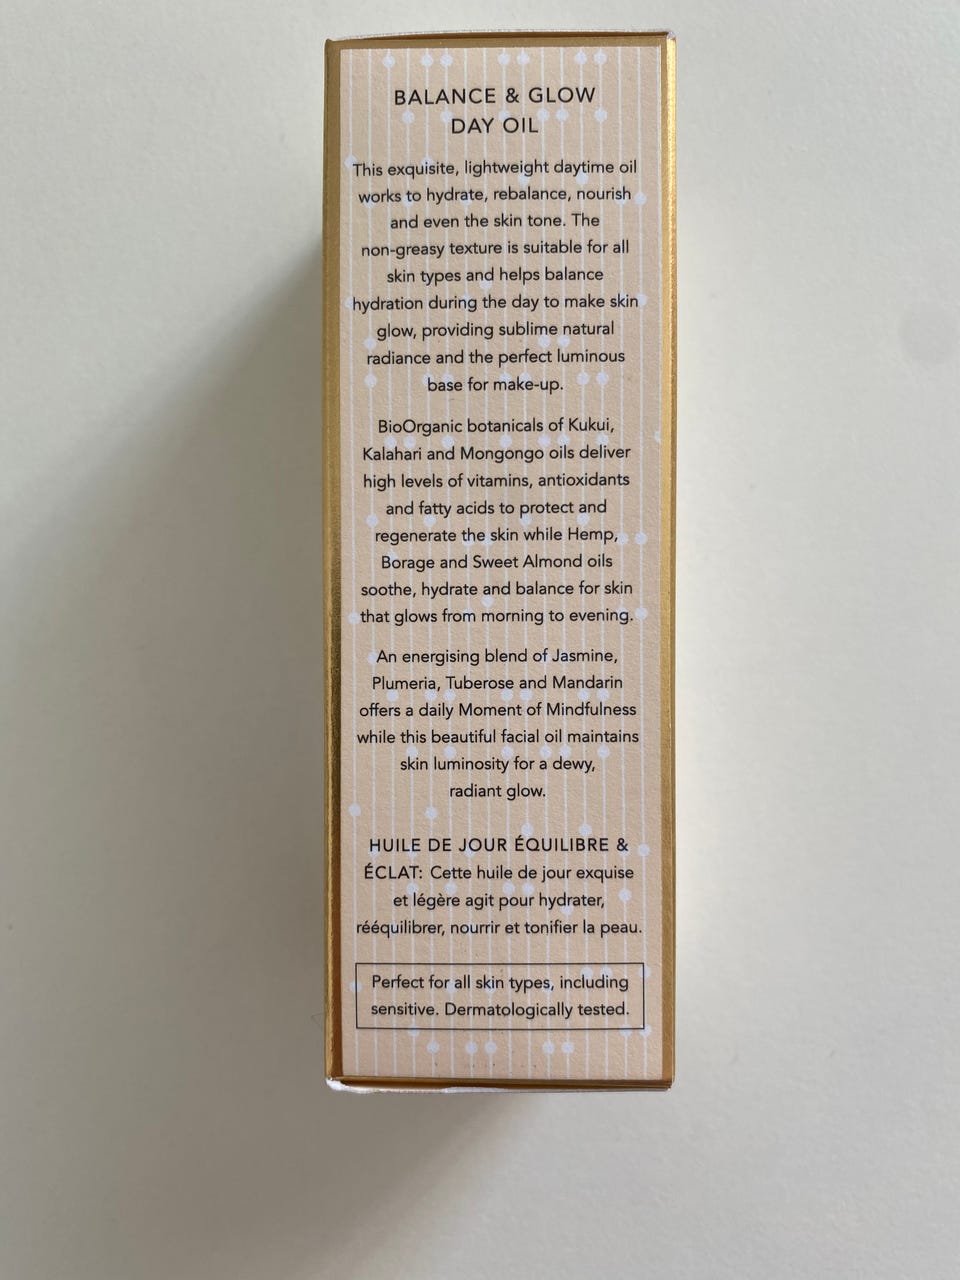 BALANCE & GLOW
DAY OIL
This exquisite, lightweight daytime oil
works to hydrate, rebalance, nourish
and even the skin tone. The
non-greasy texture is suitable for all
skin types and helps balance
hydration during the day to make skin
glow, providing sublime natural
radiance and the perfect luminous
base for make-up.
BioOrganic botanicals of Kukui,
Kalahari and Mongongo oils deliver
high levels of vitamins, antioxidants
and fatty acids to protect and
regenerate the skin while Hemp,
Borage and Sweet Almond oils
soothe, hydrate and balance for skin
that glows from morning to evening.
An energising blend of Jasmine,
Plumeria, Tuberose and Mandarin
offers a daily Moment of Mindfulness
while this beautiful facial oil maintains
skin luminosity for a dewy,
radiant glow.
HUILE DE JOUR ÉQUILIBRE &
ÉCLAT: Cette huile de jour exquise
et légère agit pour hydrater,
rééquilibrer, nourrir et tonifier la peau.
Perfect for all skin types, including
sensitive. Dermatologically tested.